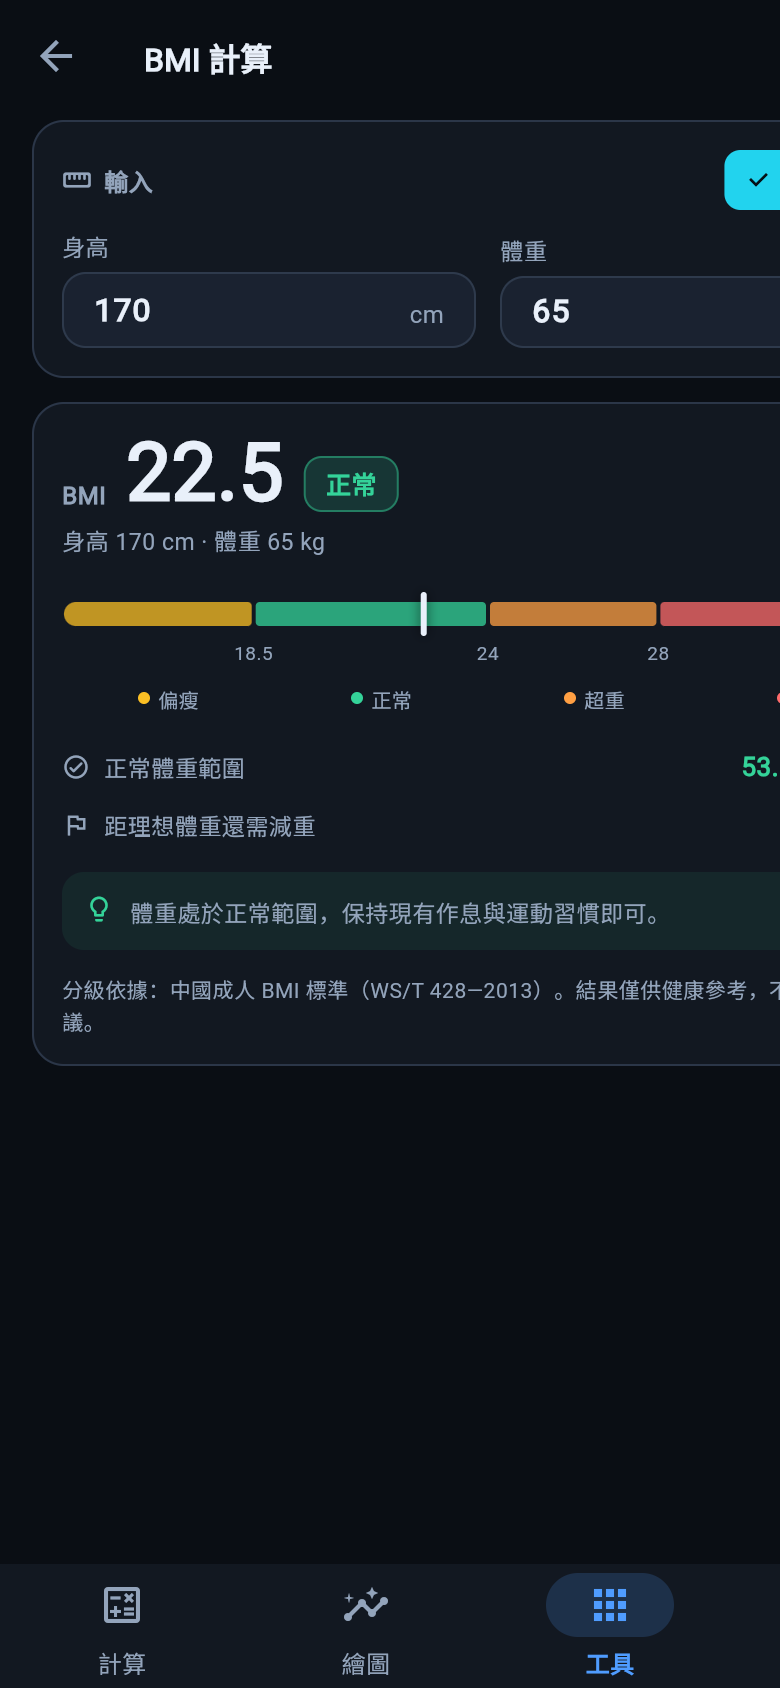 BMI 計算
輸入
身高
體重
170 cm
65
BMI 22.5 正常
身高 170 cm · 體重 65 kg
18.5 24 28
偏瘦 正常 超重
正常體重範圍 53.
距理想體重還需減重
體重處於正常範圍，保持現有作息與運動習慣即可。
分級依據：中國成人 BMI 標準（WS/T 428—2013）。結果僅供健康參考，不
議。
計算 繪圖 工具